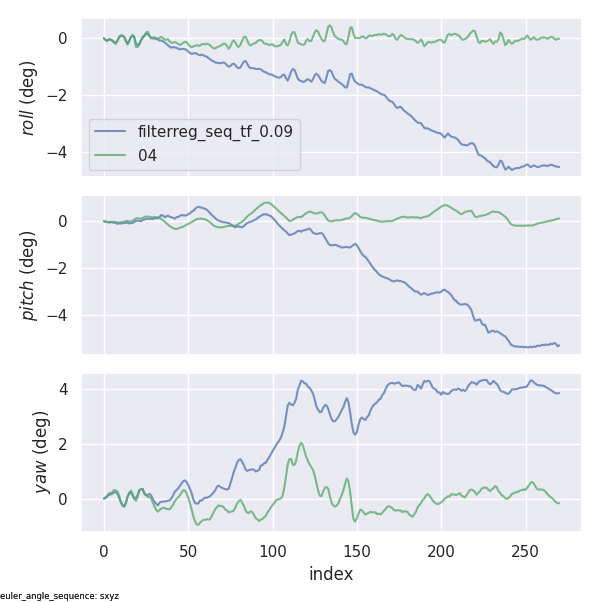 0
−2
−4
roll (deg)
filterreg_seq_tf_0.09
04
0
−2
−4
pitch (deg)
4
2
0
yaw (deg)
0 50 100 150 200 250
index
euler_angle_sequence: sxyz